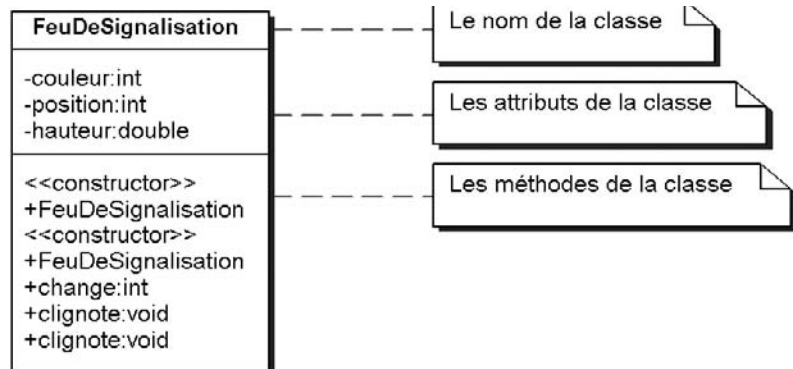 FeuDeSignalisation
-couleur:int
-position:int
-hauteur:double
<<constructor>>
+FeuDeSignalisation
<<constructor>>
+FeuDeSignalisation
+change:int
+clignote:void
+clignote:void
Le nom de la classe
Les attributs de la classe
Les méthodes de la classe